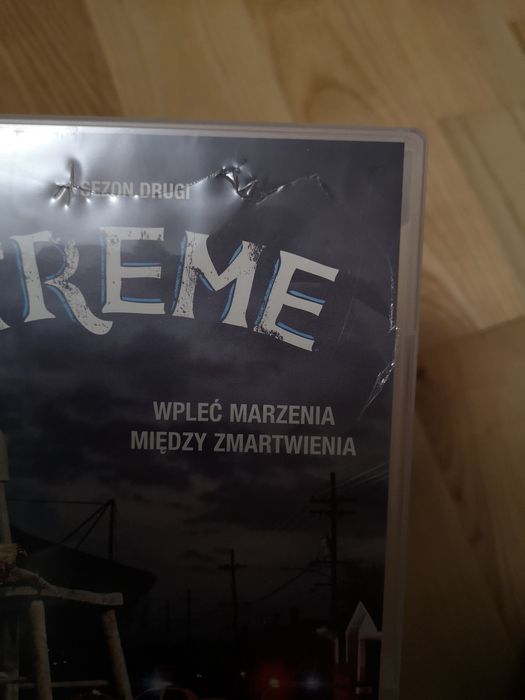 SEZON DRUGI
REME
WPLEĆ MARZENIA
MIĘDZY ZMARTWIENIA